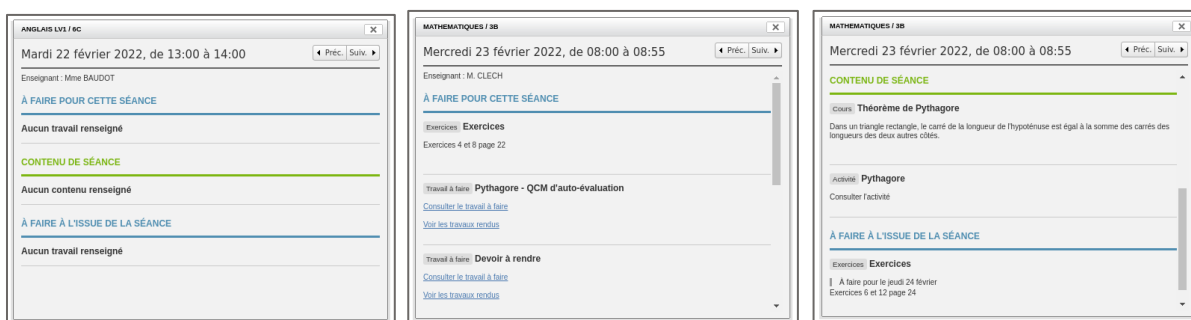 ANGLAIS LV1 / 6C
Mardi 22 février 2022, de 13:00 à 14:00
Préc. Suiv.
Enseignant : Mme BAUDOT
À FAIRE POUR CETTE SÉANCE
Aucun travail renseigné
CONTENU DE SÉANCE
Aucun contenu renseigné
À FAIRE À L'ISSUE DE LA SÉANCE
Aucun travail renseigné
MATHEMATIQUES / 3B
Mercredi 23 février 2022, de 08:00 à 08:55
Préc. Suiv.
Enseignant : M. CLECH
À FAIRE POUR CETTE SÉANCE
Exercices Exercices
Exercices 4 et 8 page 22
Travail à faire Pythagore - QCM d'auto-évaluation
Consulter le travail à faire
Voir les travaux rendus
Travail à faire Devoir à rendre
Consulter le travail à faire
Voir les travaux rendus
MATHEMATIQUES / 3B
Mercredi 23 février 2022, de 08:00 à 08:55
Préc. Suiv.
CONTENU DE SÉANCE
Cours Théorème de Pythagore
Dans un triangle rectangle, le carré de la longueur de l'hypoténuse est égal à la somme des carrés des
longueurs des deux autres côtés.
Activité Pythagore
Consulter l'activité
À FAIRE À L'ISSUE DE LA SÉANCE
Exercices Exercices
À faire pour le jeudi 24 février
Exercices 6 et 12 page 24